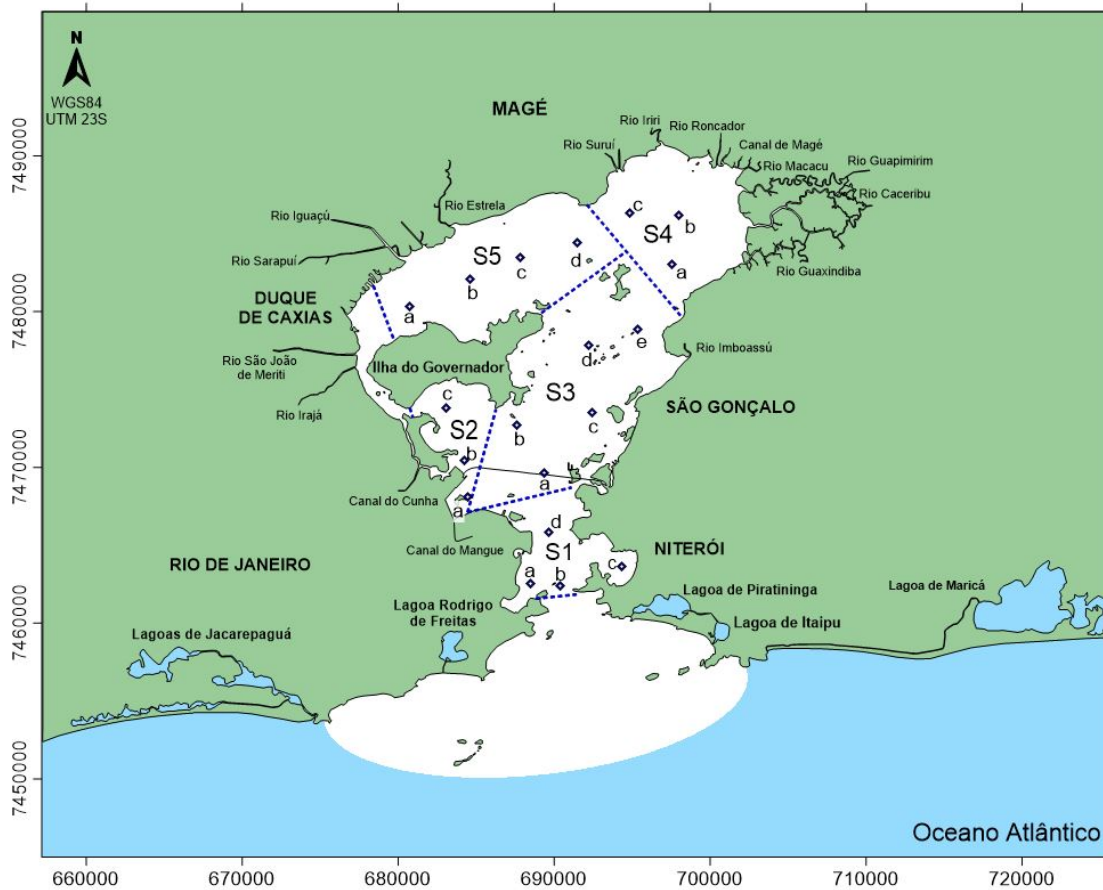 N
WGS84
UTM 23S
MAGÉ
Rio Iriri
Rio Roncador
Rio Suruí
Canal de Magé
Rio Macacu
Rio Guapimirim
Rio Caceribu
Rio Estrela
Rio Iguaçú
Rio Sarapuí
Rio Guaxindiba
c
b
S4
a
S5
d
c
b
a
DUQUE
DE CAXIAS
Rio São João
de Meriti
Rio Irajá
Ilha do Governador
Rio Imboassú
e
d
S3
c
b
a
SÃO GONÇALO
c
S2
b
a
Canal do Cunha
Canal do Mangue
d
S1
a
b
c
NITERÓI
RIO DE JANEIRO
Lagoa de Piratininga
Lagoa de Maricá
Lagoa Rodrigo
de Freitas
Lagoa de Itaipu
Lagoas de Jacarepaguá
Oceano Atlântico
7490000
7480000
7470000
7460000
7450000
660000
670000
680000
690000
700000
710000
720000